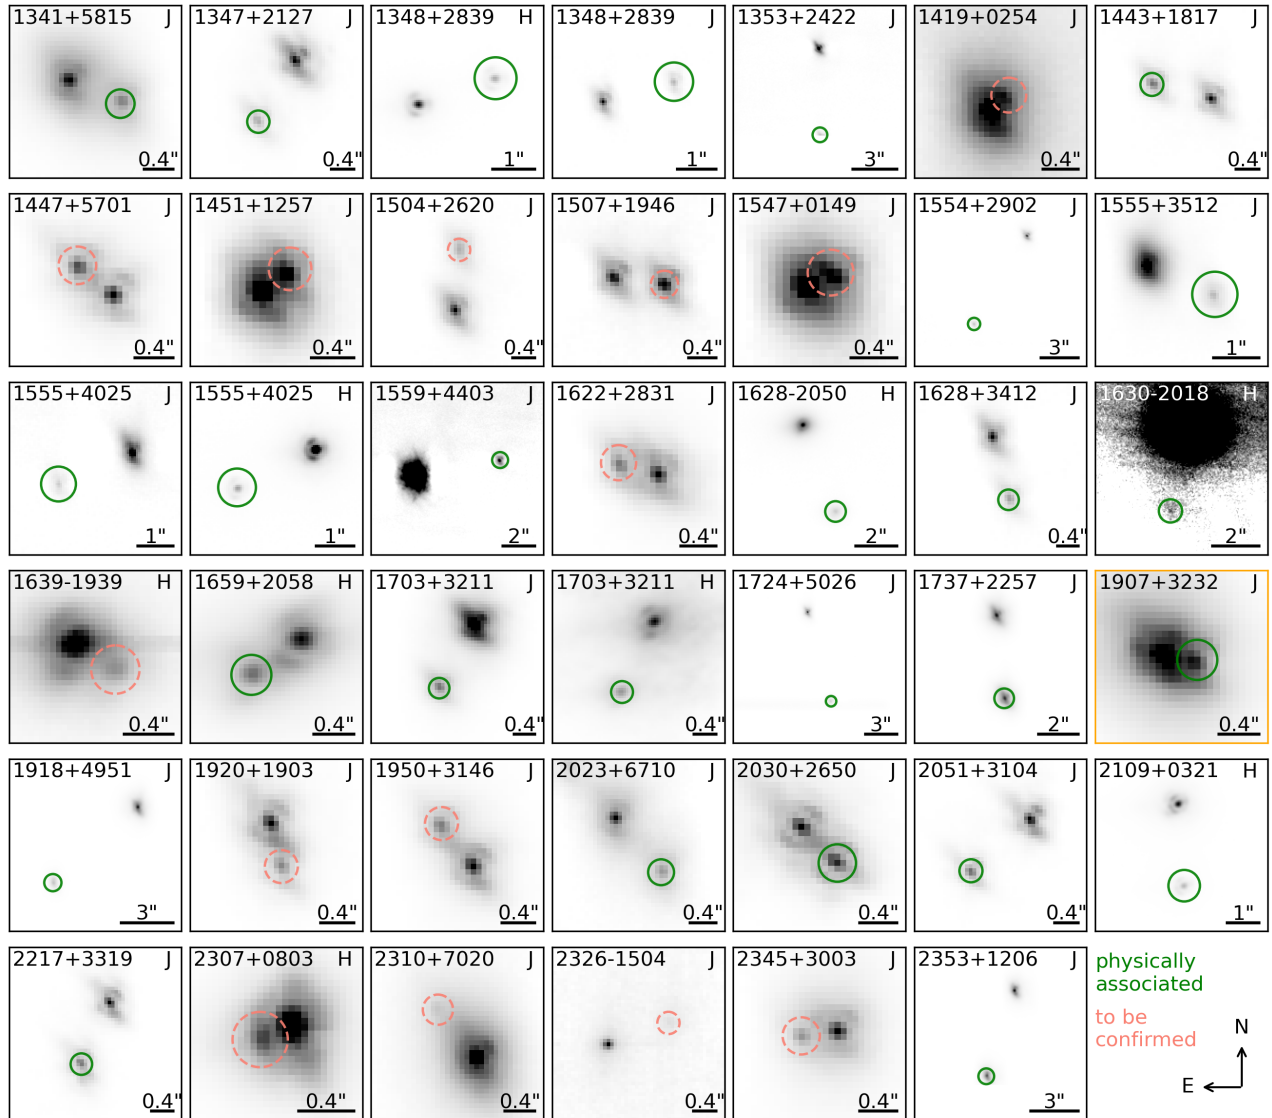 1341+5815 J
0.4"
1347+2127 J
0.4"
1348+2839 H
1"
1348+2839 J
1"
1353+2422 J
3"
1419+0254 J
0.4"
1443+1817 J
0.4"
1447+5701 J
0.4"
1451+1257 J
0.4"
1504+2620 J
0.4"
1507+1946 J
0.4"
1547+0149 J
0.4"
1554+2902 J
3"
1555+3512 J
1"
1555+4025 J
1"
1555+4025 H
1"
1559+4403 J
2"
1622+2831 J
0.4"
1628-2050 H
2"
1628+3412 J
0.4"
1630-2018 H
2"
1639-1939 H
0.4"
1659+2058 H
0.4"
1703+3211 J
0.4"
1703+3211 H
0.4"
1724+5026 J
3"
1737+2257 J
2"
1907+3232 J
0.4"
1918+4951 J
3"
1920+1903 J
0.4"
1950+3146 J
0.4"
2023+6710 J
0.4"
2030+2650 J
0.4"
2051+3104 J
0.4"
2109+0321 H
1"
2217+3319 J
0.4"
2307+0803 H
0.4"
2310+7020 J
0.4"
2326-1504 J
0.4"
2345+3003 J
0.4"
2353+1206 J
3"
physically
associated
to be
confirmed
N
E